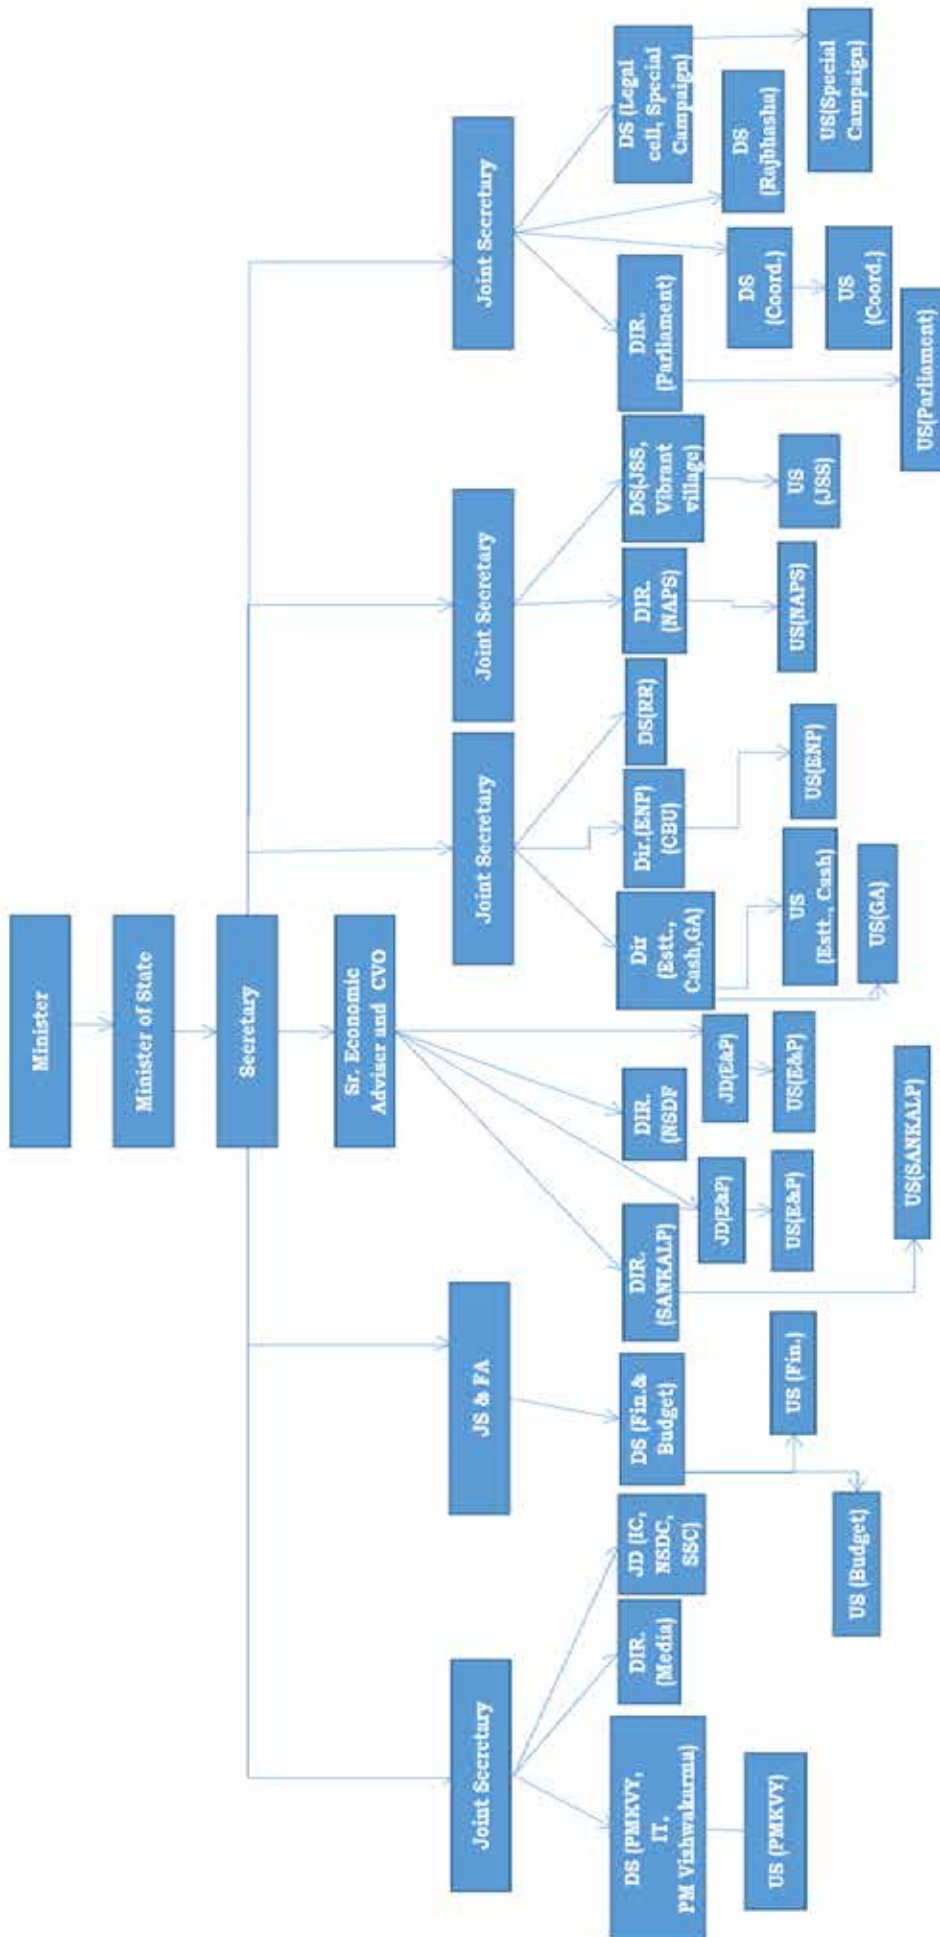 Minister
Minister of State
Secretary
Sr. Economic
Adviser and CVO
Joint Secretary
JS & FA
Joint Secretary
Joint Secretary
Joint Secretary
DS (PMKVY,
IT.
PM Vishwakarma)
DIR.
(Media)
JD (IC,
NSDC,
SSC)
DS (Fin.&
Budget)
DIR.
(SANKALP)
DIR.
(NSDF
Dir
(Estt.,
Cash,GA)
Dir.(ENP)
(CBU)
DS(RR)
DIR.
(NAPS)
DS(JSS,
Vibrant
village)
DIR.
(Parliament)
DS (Legal
cell, Special
Campaign)
JD(E&P)
JD(E&P)
DS
(Coord.)
DS
(Rajbhasha)
US (PMKVY)
US (Fin.)
US(E&P)
US(E&P)
US
(Estt., Cash)
US(ENP)
US(NAPS)
US
(JSS)
US
(Coord.)
US(Special
Campaign)
US (Budget)
US(SANKALP)
US(GA)
US(Parliament)